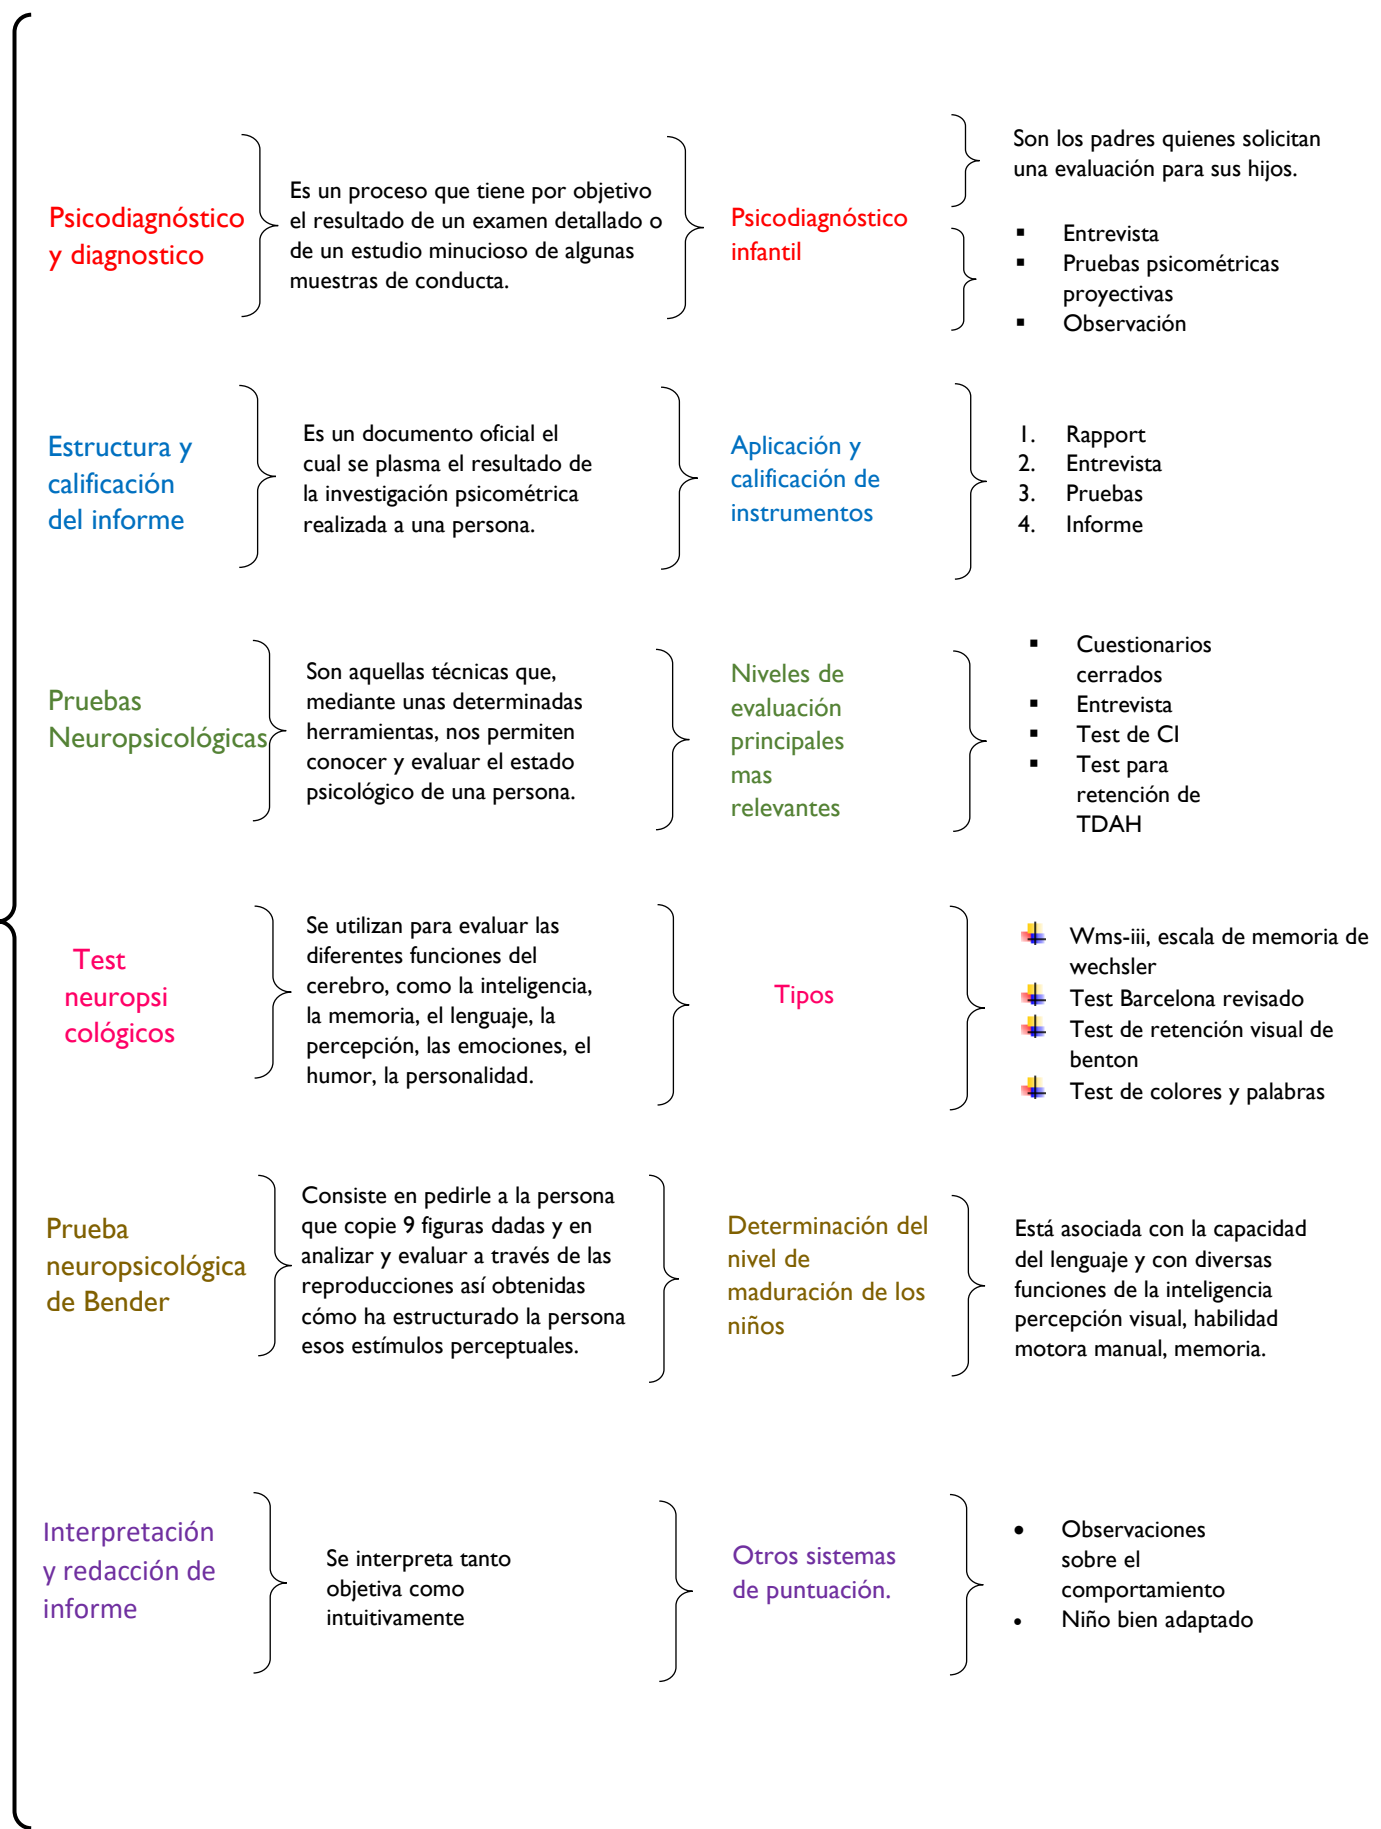 Psicodiagnóstico
y diagnostico
Es un proceso que tiene por objetivo
el resultado de un examen detallado o
de un estudio minucioso de algunas
muestras de conducta.
Psicodiagnóstico
infantil
Son los padres quienes solicitan
una evaluación para sus hijos.
▪ Entrevista
▪ Pruebas psicométricas
proyectivas
▪ Observación
Estructura y
calificación
del informe
Es un documento oficial el
cual se plasma el resultado de
la investigación psicométrica
realizada a una persona.
Aplicación y
calificación de
instrumentos
1. Rapport
2. Entrevista
3. Pruebas
4. Informe
Pruebas
Neuropsicológicas
Son aquellas técnicas que,
mediante unas determinadas
herramientas, nos permiten
conocer y evaluar el estado
psicológico de una persona.
Niveles de
evaluación
principales
mas
relevantes
▪ Cuestionarios
cerrados
▪ Entrevista
▪ Test de CI
▪ Test para
retención de
TDAH
Test
neuropsi
cológicos
Se utilizan para evaluar las
diferentes funciones del
cerebro, como la inteligencia,
la memoria, el lenguaje, la
percepción, las emociones, el
humor, la personalidad.
Tipos
Wms-iii, escala de memoria de
wechsler
Test Barcelona revisado
Test de retención visual de
benton
Test de colores y palabras
Prueba
neuropsicológica
de Bender
Consiste en pedirle a la persona
que copie 9 figuras dadas y en
analizar y evaluar a través de las
reproducciones así obtenidas
cómo ha estructurado la persona
esos estímulos perceptuales.
Determinación del
nivel de
maduración de los
niños
Está asociada con la capacidad
del lenguaje y con diversas
funciones de la inteligencia
percepción visual, habilidad
motora manual, memoria.
Interpretación
y redacción de
informe
Se interpreta tanto
objetiva como
intuitivamente
Otros sistemas
de puntuación.
• Observaciones
sobre el
comportamiento
• Niño bien adaptado